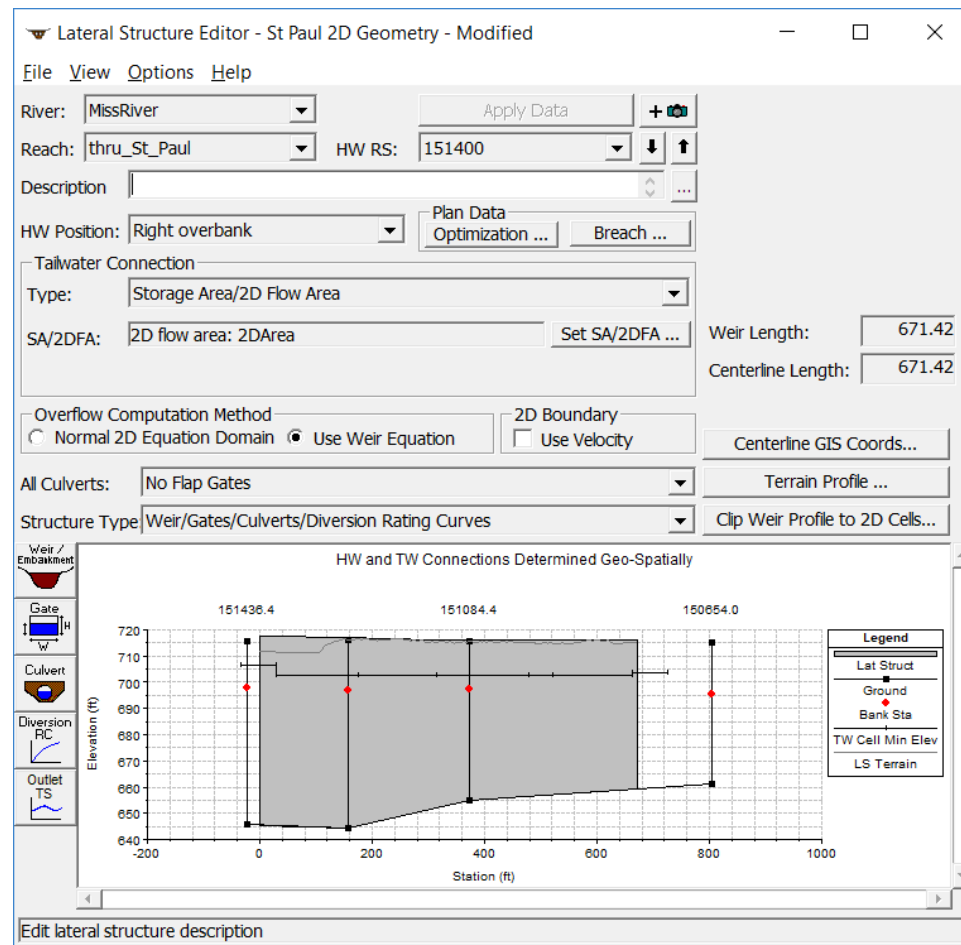 Lateral Structure Editor - St Paul 2D Geometry - Modified
File View Options Help
River: MissRiver Apply Data +
Reach: thru_St_Paul HW RS: 151400
Description ...
HW Position: Right overbank Plan Data Optimization ... Breach ...
Tailwater Connection
Type: Storage Area/2D Flow Area
SA/2DFA: 2D flow area: 2DArea Set SA/2DFA ... Weir Length: 671.42
Centerline Length: 671.42
Overflow Computation Method 2D Boundary
Normal 2D Equation Domain Use Weir Equation Use Velocity Centerline GIS Coords...
All Culverts: No Flap Gates Terrain Profile ...
Structure Type: Weir/Gates/Culverts/Diversion Rating Curves Clip Weir Profile to 2D Cells...
Weir /
Embankment
Gate
H
W
Culvert
Diversion
RC
Outlet
TS
HW and TW Connections Determined Geo-Spatially
151436.4 151084.4 150654.0
720
710
700
690
680
670
660
650
640
Elevation (ft)
-200 0 200 400 600 800 1000
Station (ft)
Legend
Lat Struct
Ground
Bank Sta
TW Cell Min Elev
LS Terrain
Edit lateral structure description